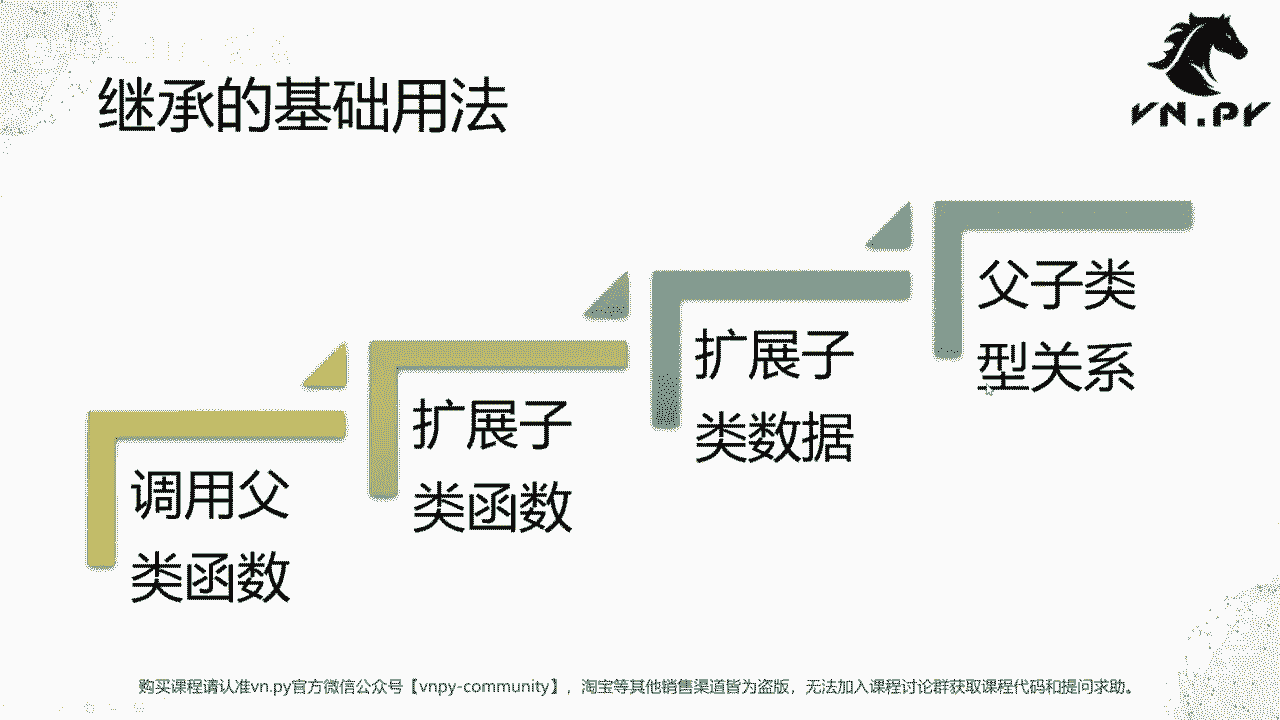 继承的基础用法
VN.PY
调用父
类函数
扩展子
类函数
扩展子
类数据
父子类
型关系
购买课程请认准vn.py官方微信公众号【vnpy-community】，淘宝等其他销售渠道皆为盗版，无法加入课程讨论群获取课程代码和提问求助。